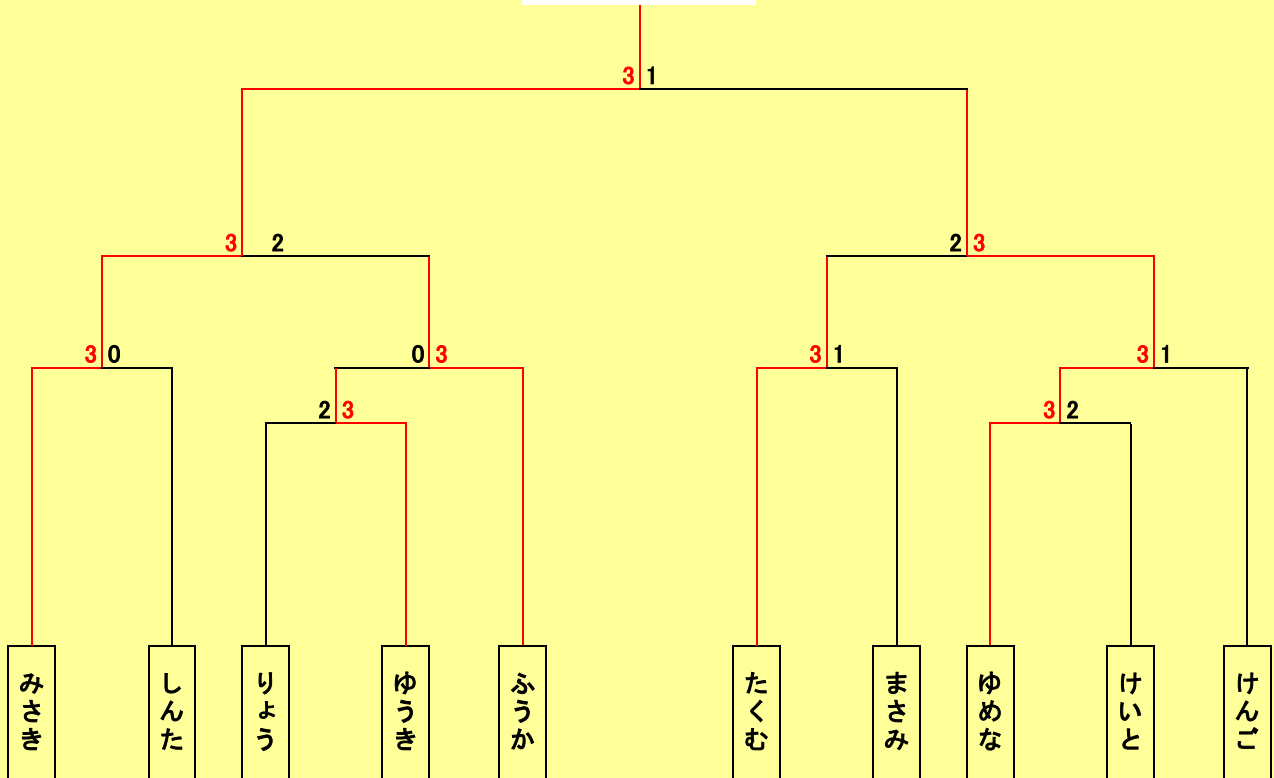 3 1
3 2
2 3
3 0
0 3
3 1
3 1
2 3
3 2
みさき
しんた
りょう
ゆうき
ふうか
たくむ
まさみ
ゆめな
けいと
けんご